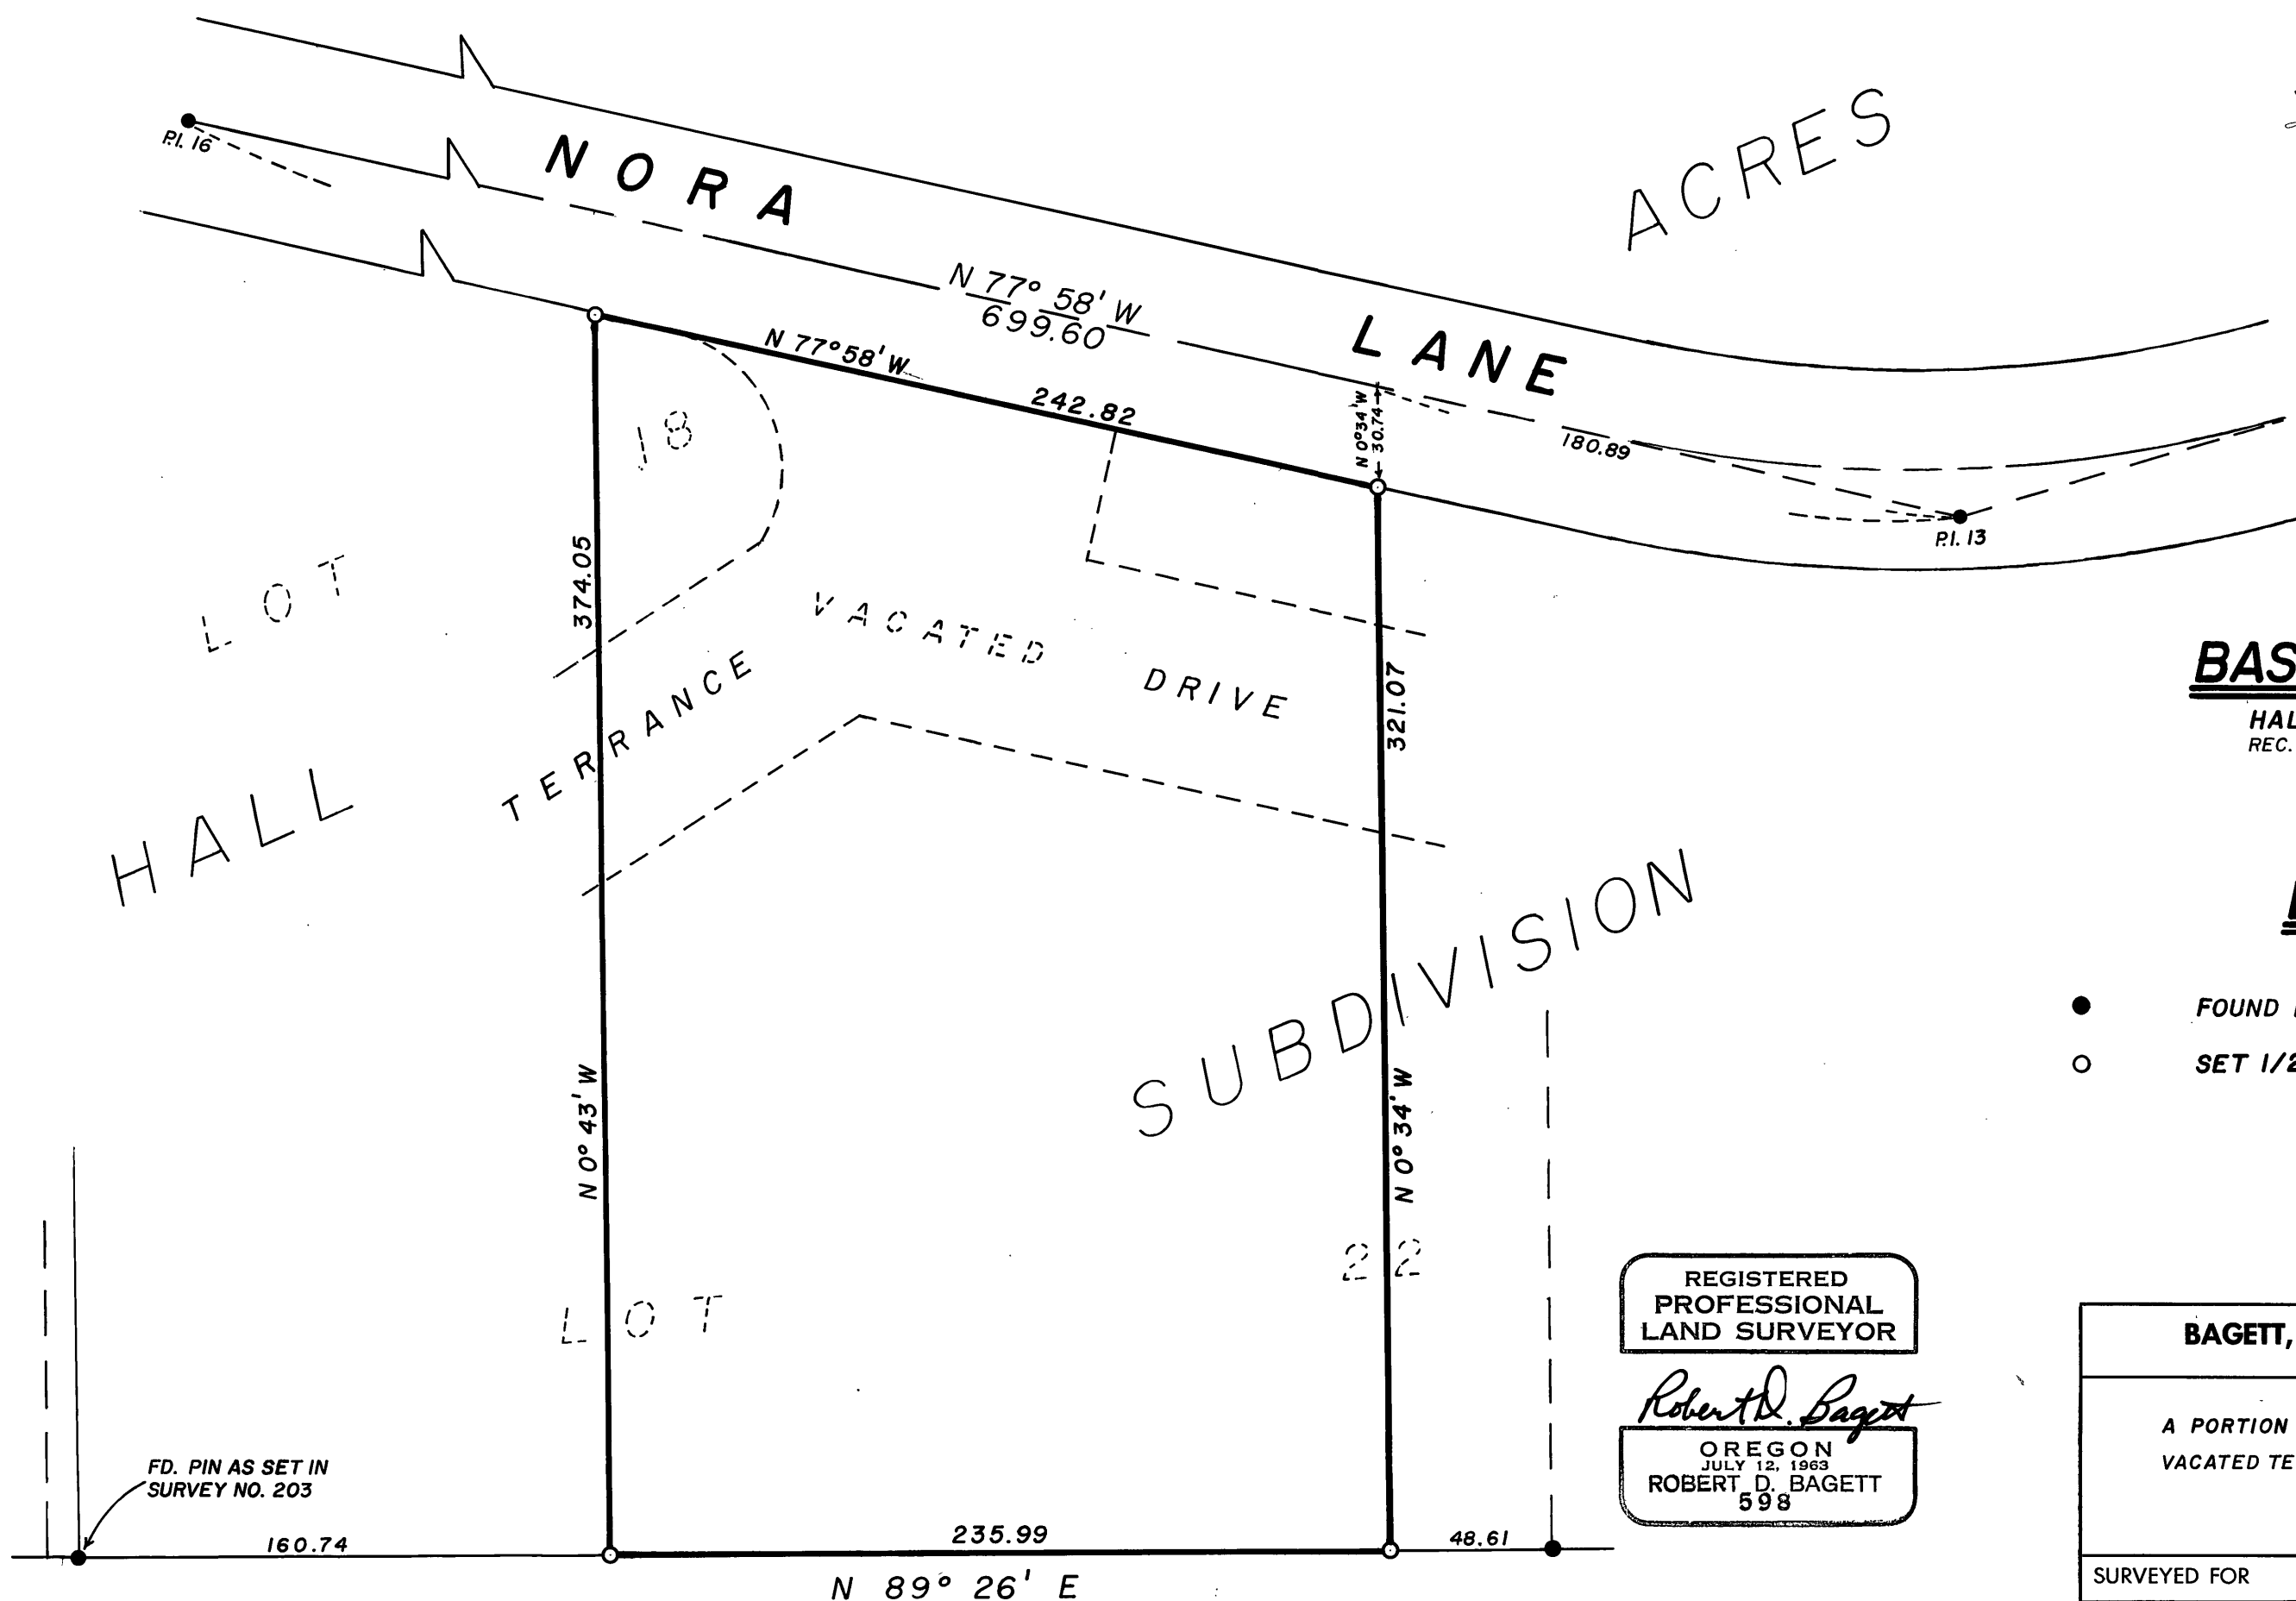 ACRES
P.I. 16
NORA LANE
N 77° 58' W
699.60
N 77° 58' W
242.82
N 0° 34' W
30.74
180.89
P.I. 13
18
LOT
374.05
VACATED
TERRANCE DRIVE
321.07
HALL
SUBDIVISION
BAS
HAL
REC.
FOUND
SET 1/2
N 0° 43' W
N 0° 34' W
22
LOT
REGISTERED
PROFESSIONAL
LAND SURVEYOR
Robert D. Bagett
OREGON
JULY 12, 1963
ROBERT D. BAGETT
598
BAGETT,
A PORTION
VACATED TE
SURVEYED FOR
FD. PIN AS SET IN
SURVEY NO. 203
160.74
235.99
48.61
N 89° 26' E